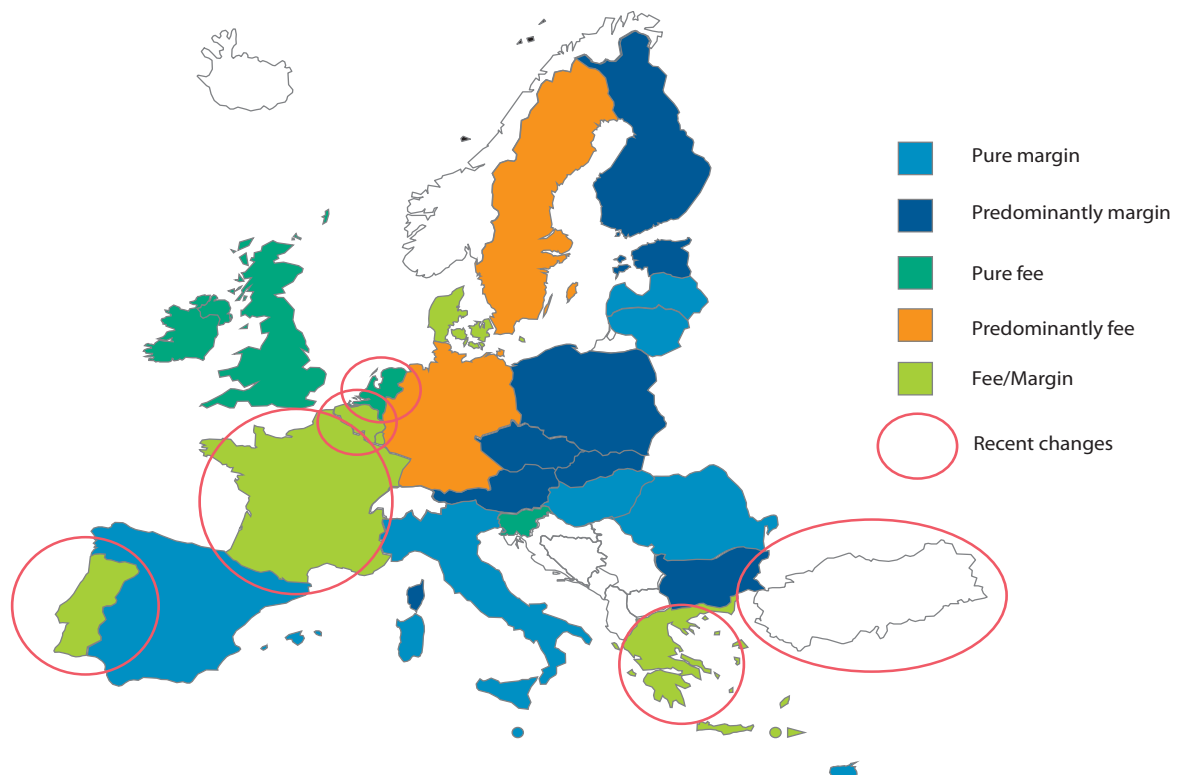 Pure margin
Predominantly margin
Pure fee
Predominantly fee
Fee/Margin
Recent changes